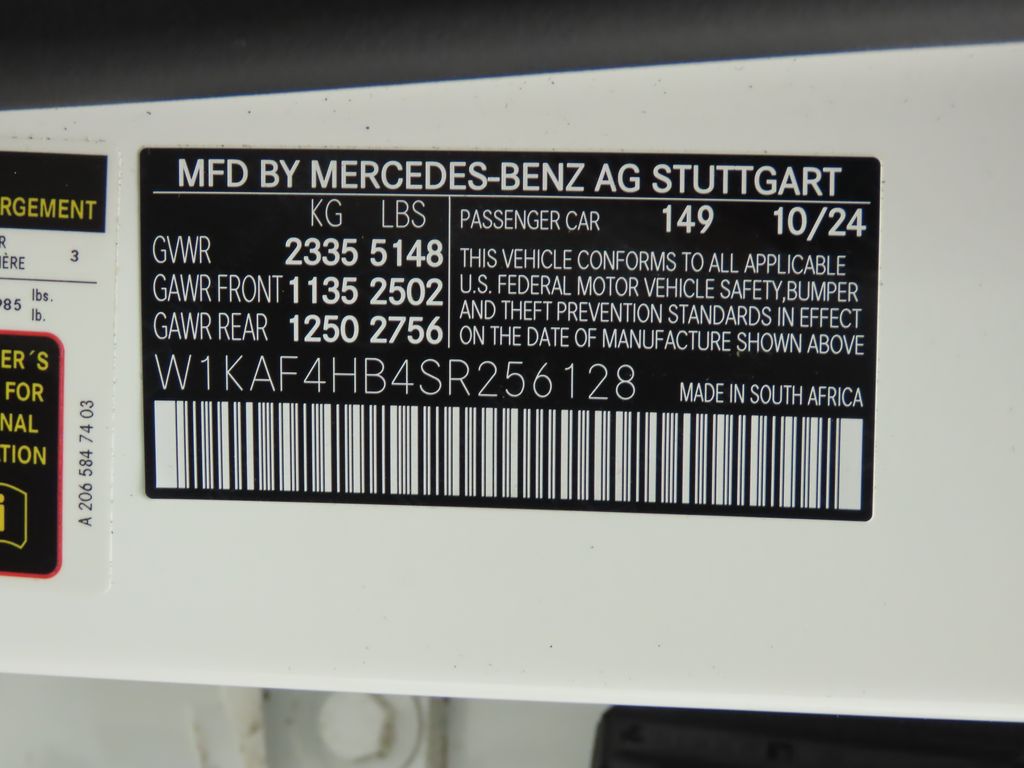 RGEMENT
R
IÈRE 3
985 lbs.
lb.
ER´S
FOR
NAL
TION
i
A 206 584 74 03
MFD BY MERCEDES-BENZ AG STUTTGART
KG LBS
GVWR 2335 5148
GAWR FRONT 1135 2502
GAWR REAR 1250 2756
PASSENGER CAR 149 10/24
THIS VEHICLE CONFORMS TO ALL APPLICABLE
U.S. FEDERAL MOTOR VEHICLE SAFETY,BUMPER
AND THEFT PREVENTION STANDARDS IN EFFECT
ON THE DATE OF MANUFACTURE SHOWN ABOVE
W1KAF4HB4SR256128
MADE IN SOUTH AFRICA